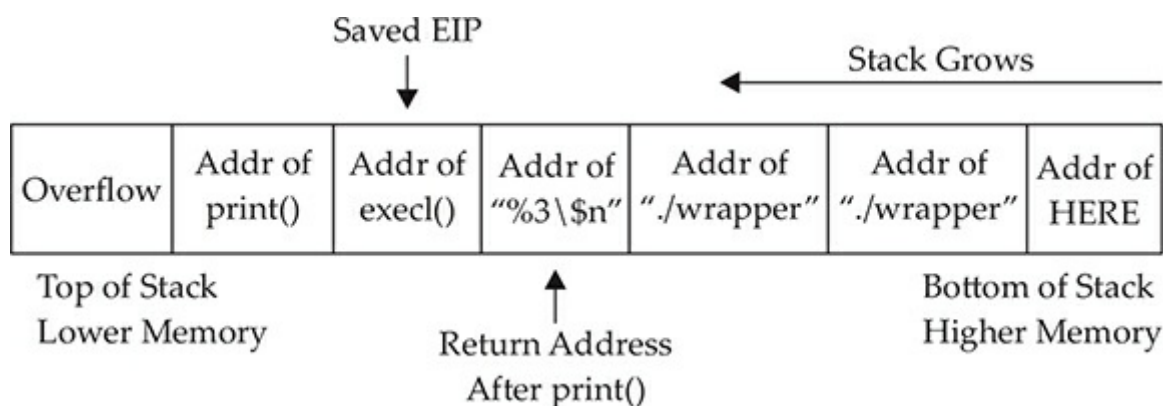 Saved EIP
Stack Grows
Overflow
Addr of
print()
Addr of
execl()
Addr of
“%3\$n”
Addr of
“./wrapper”
Addr of
“./wrapper”
Addr of
HERE
Top of Stack
Lower Memory
Return Address
After print()
Bottom of Stack
Higher Memory